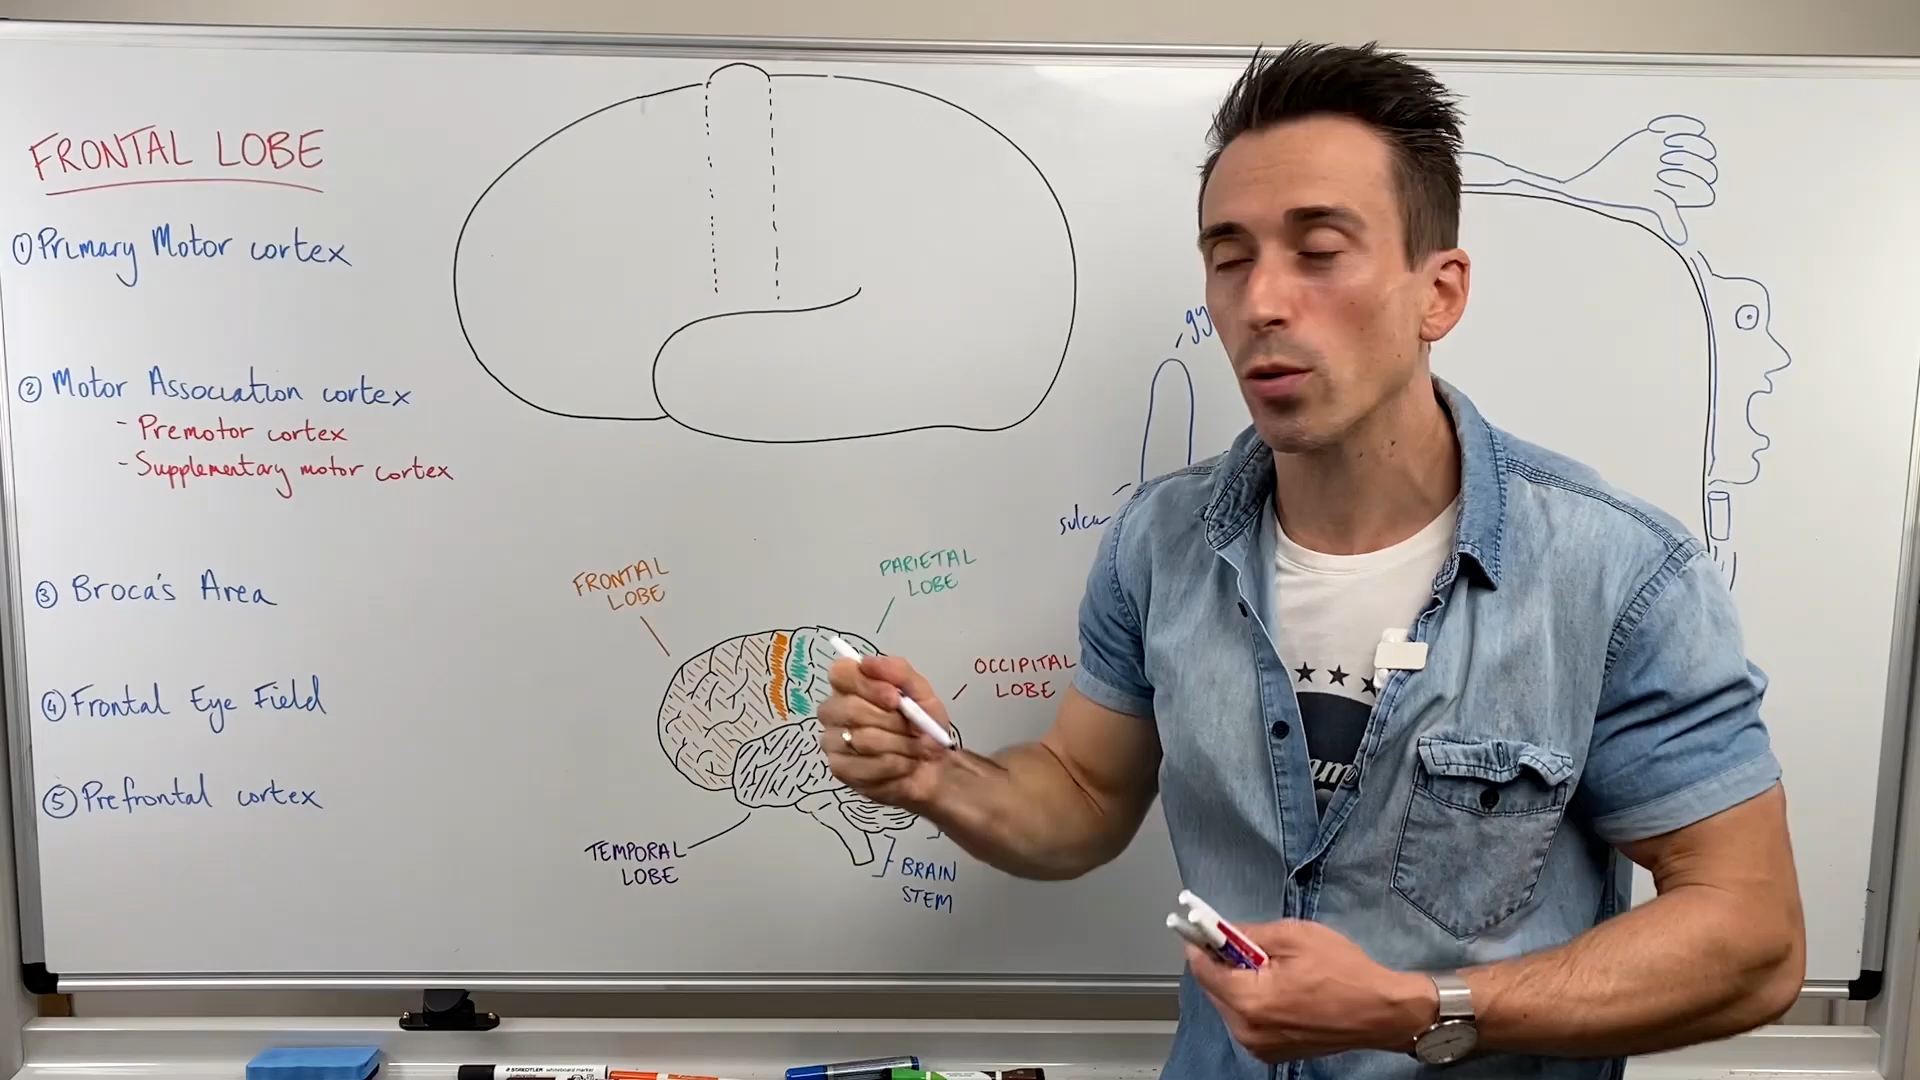 FRONTAL LOBE
① Primary Motor cortex
② Motor Association cortex
- Premotor cortex
- Supplementary motor cortex
③ Broca's Area
④ Frontal Eye Field
⑤ Prefrontal cortex
FRONTAL
LOBE
PARIETAL
LOBE
OCCIPITAL
LOBE
TEMPORAL
LOBE
BRAIN
STEM
STAEDTLER